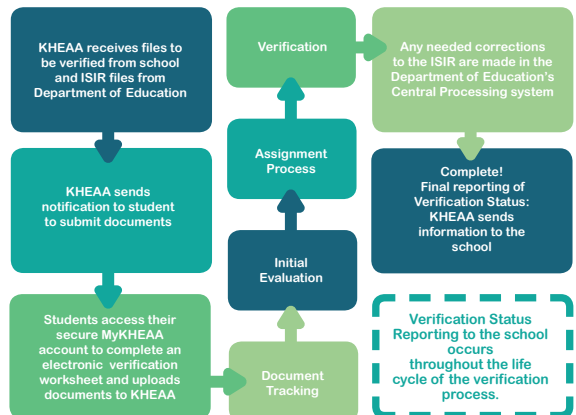 KHEAA receives files to
be verified from school
and ISIR files from
Department of Education
KHEAA sends
notification to student
to submit documents
Students access their
secure MyKHEAA
account to complete an
electronic verification
worksheet and uploads
documents to KHEAA
Document
Tracking
Initial
Evaluation
Assignment
Process
Verification
Any needed corrections
to the ISIR are made in the
Department of Education's
Central Processing system
Complete!
Final reporting of
Verification Status:
KHEAA sends
information to the
school
Verification Status
Reporting to the school
occurs
throughout the life
cycle of the verification
process.